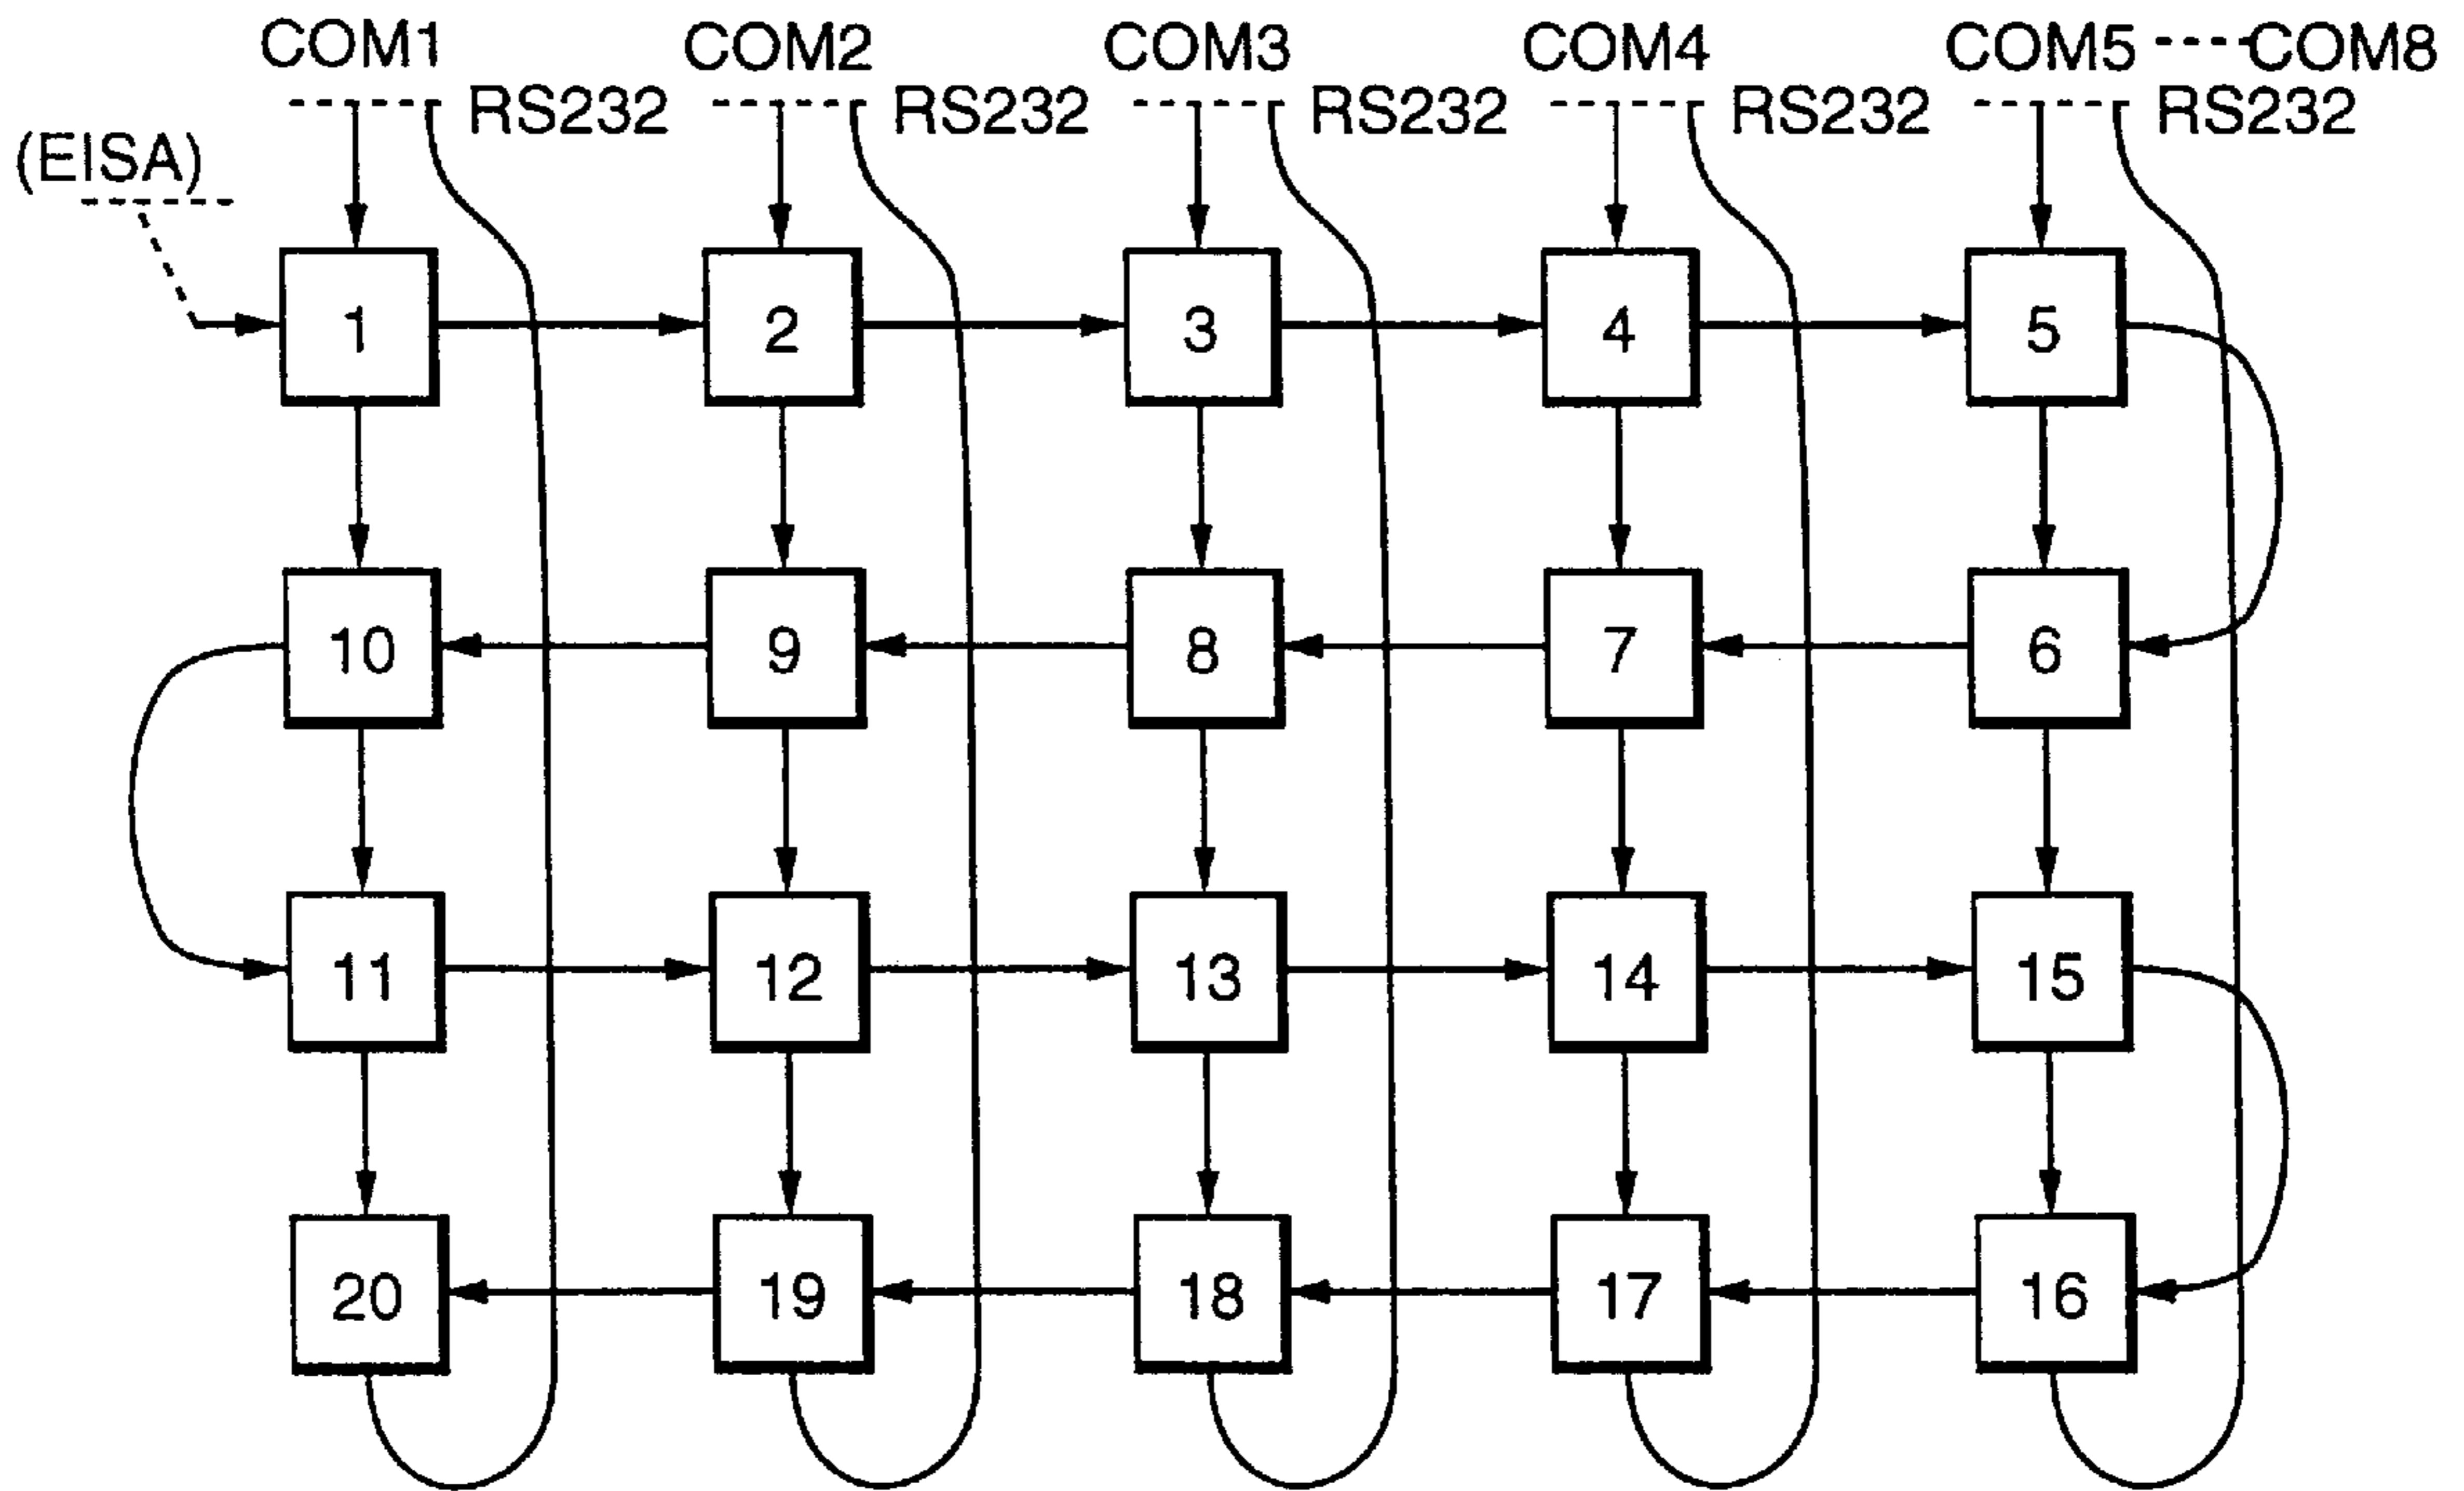 COM1 COM2 COM3 COM4 COM5 ----COM8
RS232 RS232 RS232 RS232 RS232
(EISA)
1 2 3 4 5
10 9 8 7 6
11 12 13 14 15
20 19 18 17 16